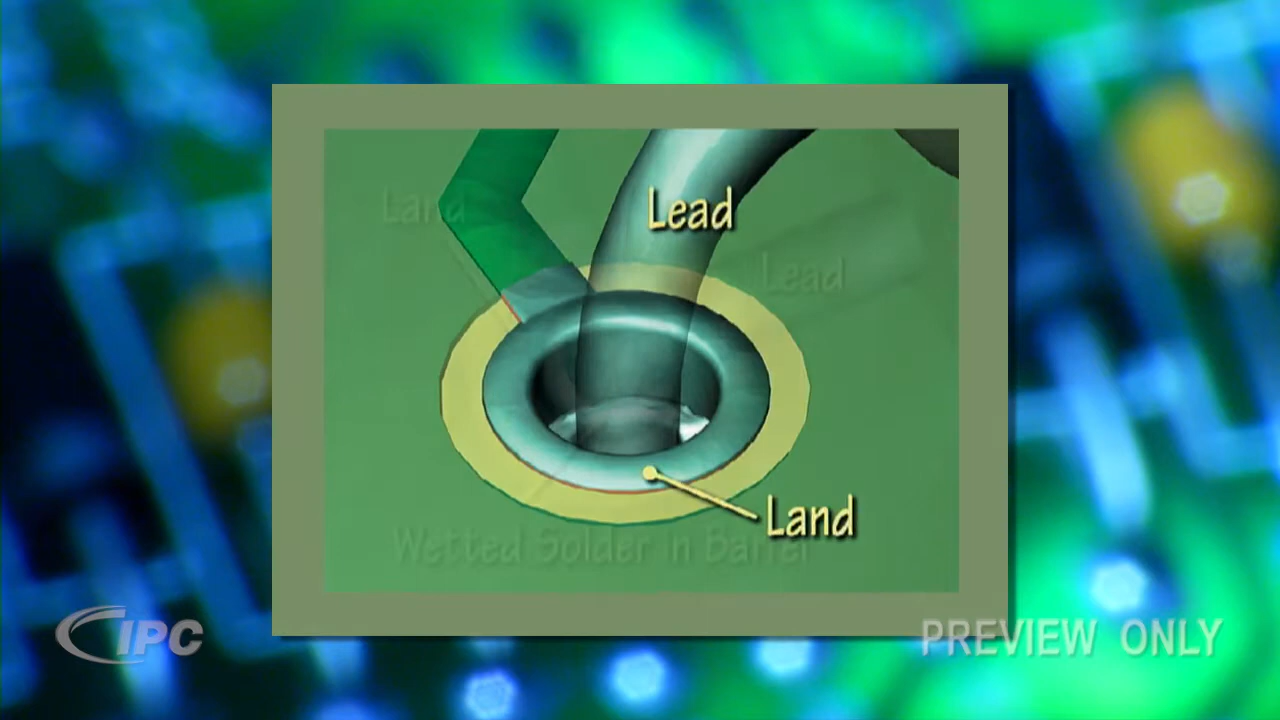 Land
Lead
Lead
Land
Wetted Solder in Barrel
IPC
PREVIEW ONLY